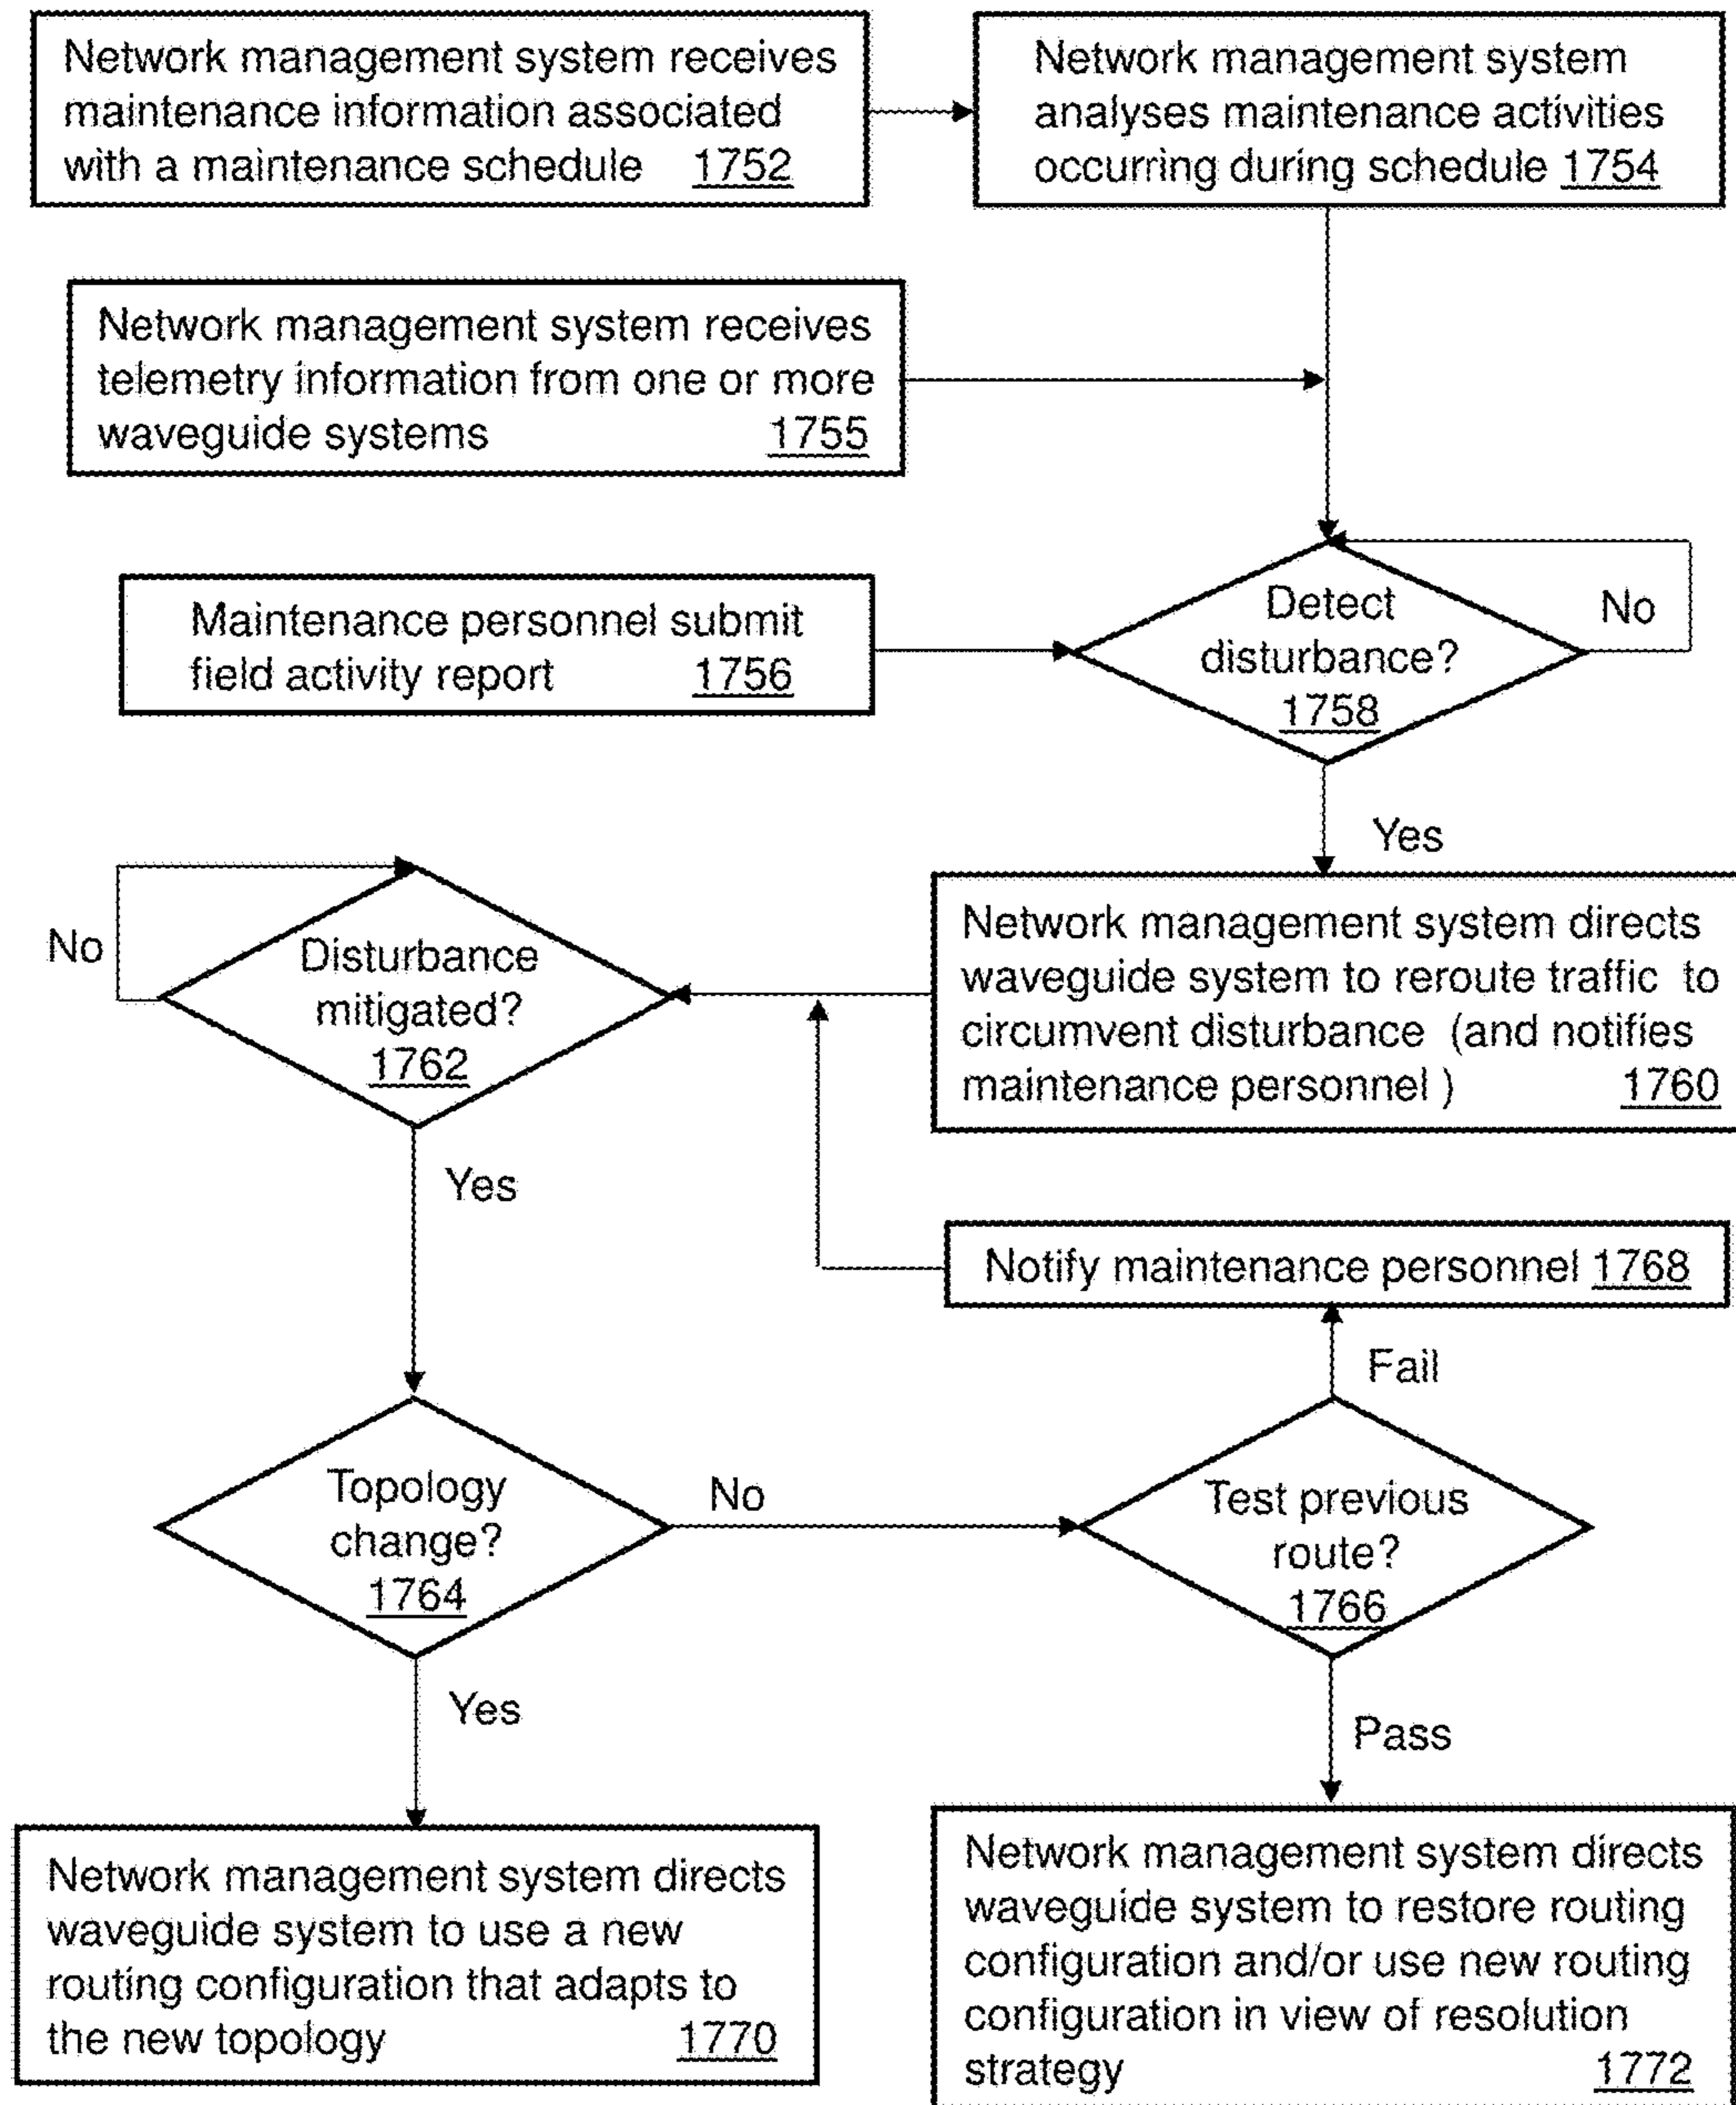 Network management system receives
maintenance information associated
with a maintenance schedule 1752
Network management system
analyses maintenance activities
occurring during schedule 1754
Network management system receives
telemetry information from one or more
waveguide systems 1755
Maintenance personnel submit
field activity report 1756
Detect
disturbance?
1758
No
Yes
Network management system directs
waveguide system to reroute traffic to
circumvent disturbance (and notifies
maintenance personnel ) 1760
No
Disturbance
mitigated?
1762
Yes
Notify maintenance personnel 1768
Fail
Topology
change?
1764
No
Test previous
route?
1766
Yes
Pass
Network management system directs
waveguide system to use a new
routing configuration that adapts to
the new topology 1770
Network management system directs
waveguide system to restore routing
configuration and/or use new routing
configuration in view of resolution
strategy 1772